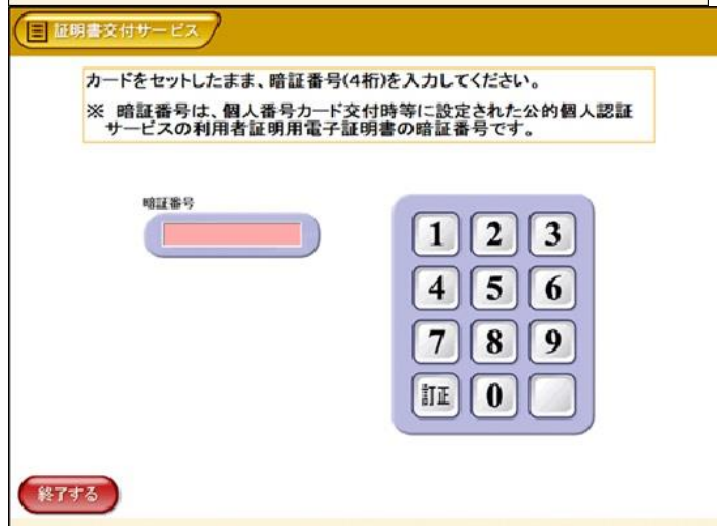 証明書交付サービス
カードをセットしたまま、暗証番号(4桁)を入力してください。
※ 暗証番号は、個人番号カード交付時等に設定された公的個人認証
サービスの利用者証明用電子証明書の暗証番号です。
暗証番号
1 2 3
4 5 6
7 8 9
訂正 0
終了する